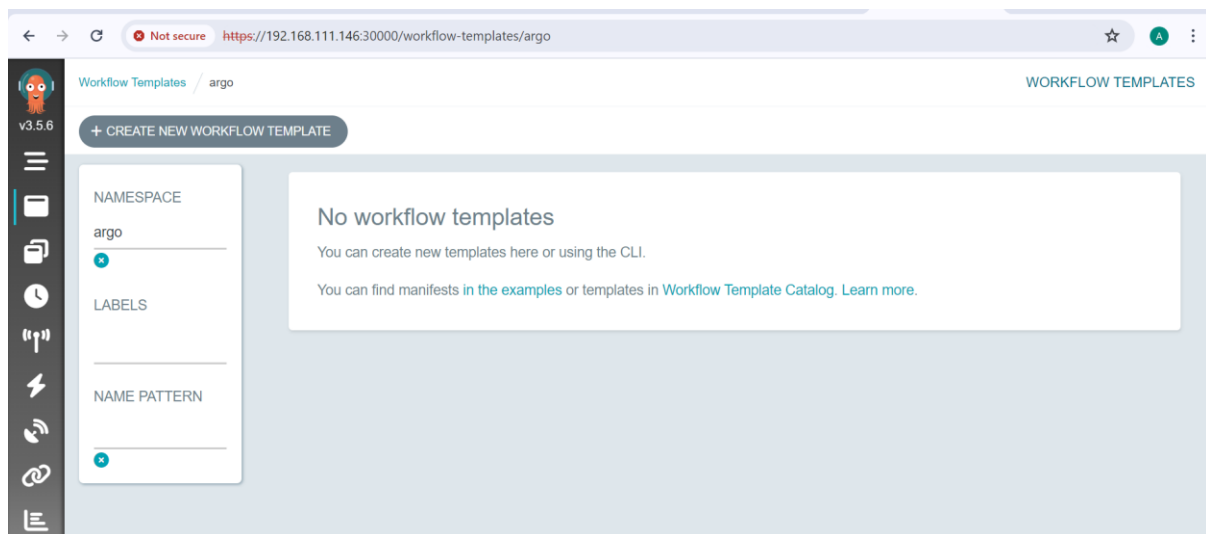 Not secure https://192.168.111.146:30000/workflow-templates/argo
A
Workflow Templates / argo
WORKFLOW TEMPLATES
v3.5.6
+ CREATE NEW WORKFLOW TEMPLATE
NAMESPACE
argo
LABELS
NAME PATTERN
No workflow templates
You can create new templates here or using the CLI.
You can find manifests in the examples or templates in Workflow Template Catalog. Learn more.